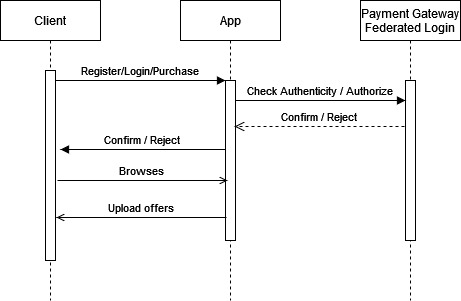 Client
App
Payment Gateway
Federated Login
Register/Login/Purchase
Check Authenticity / Authorize
Confirm / Reject
Confirm / Reject
Browses
Upload offers